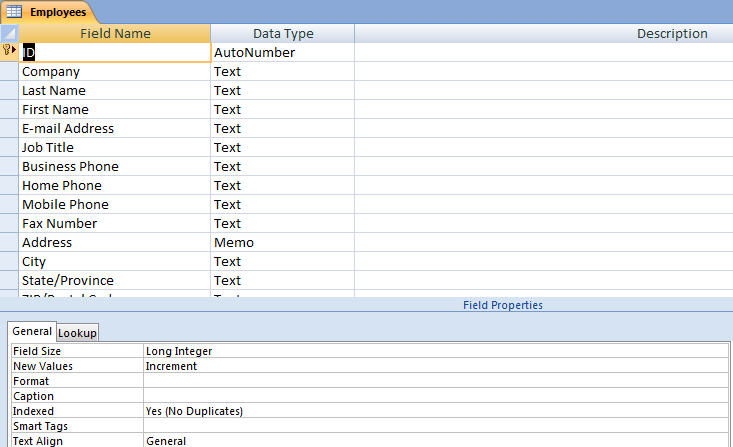 Employees
Field Name Data Type Description
ID AutoNumber
Company Text
Last Name Text
First Name Text
E-mail Address Text
Job Title Text
Business Phone Text
Home Phone Text
Mobile Phone Text
Fax Number Text
Address Memo
City Text
State/Province Text
Field Properties
General Lookup
Field Size Long Integer
New Values Increment
Format
Caption
Indexed Yes (No Duplicates)
Smart Tags
Text Align General